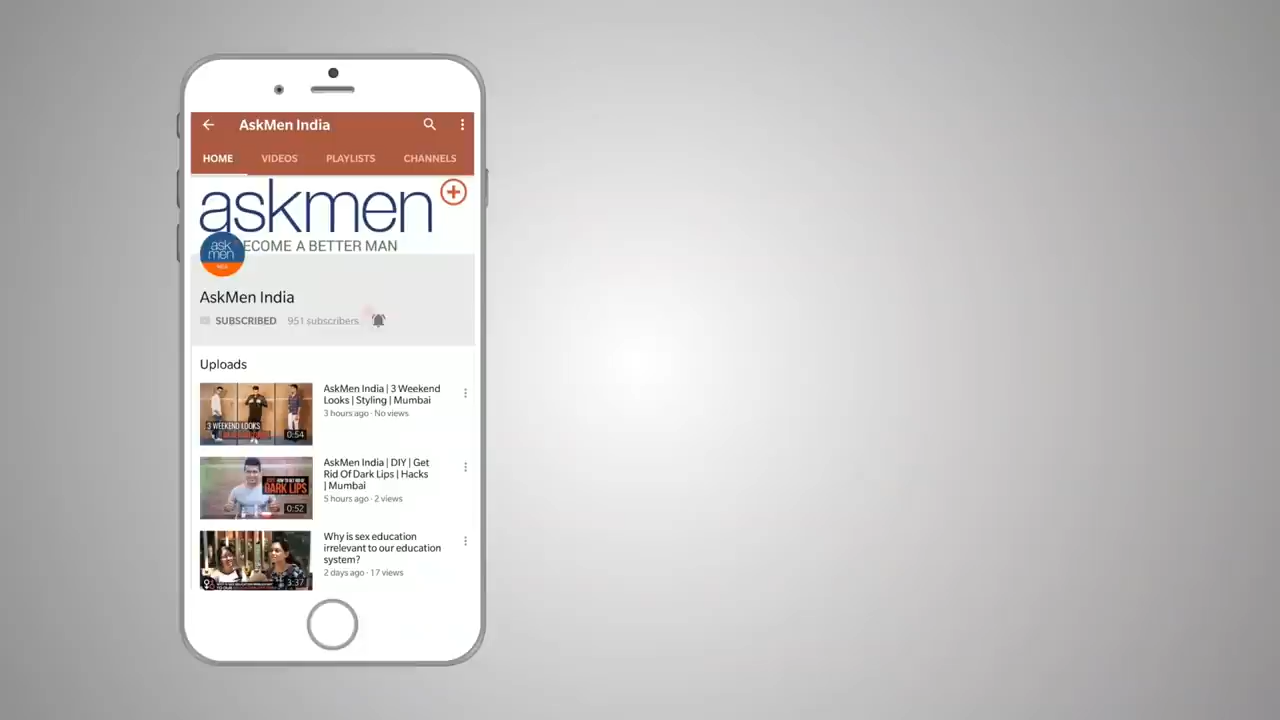 AskMen India
HOME VIDEOS PLAYLISTS CHANNELS
askmen
ECOME A BETTER MAN
ask
men
AskMen India
SUBSCRIBED 951 subscribers
Uploads
AskMen India | 3 Weekend
Looks | Styling | Mumbai
3 hours ago · No views
3 WEEKEND LOOKS
0:54
AskMen India | DIY | Get
Rid Of Dark Lips | Hacks
| Mumbai
5 hours ago · 2 views
DARK LIPS
0:52
Why is sex education
irrelevant to our education
system?
2 days ago · 17 views
3:37